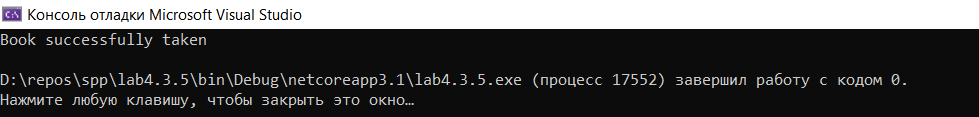 Консоль отладки Microsoft Visual Studio
Book successfully taken
D:\repos\spp\lab4.3.5\bin\Debug\netcoreapp3.1\lab4.3.5.exe (процесс 17552) завершил работу с кодом 0.
Нажмите любую клавишу, чтобы закрыть это окно…